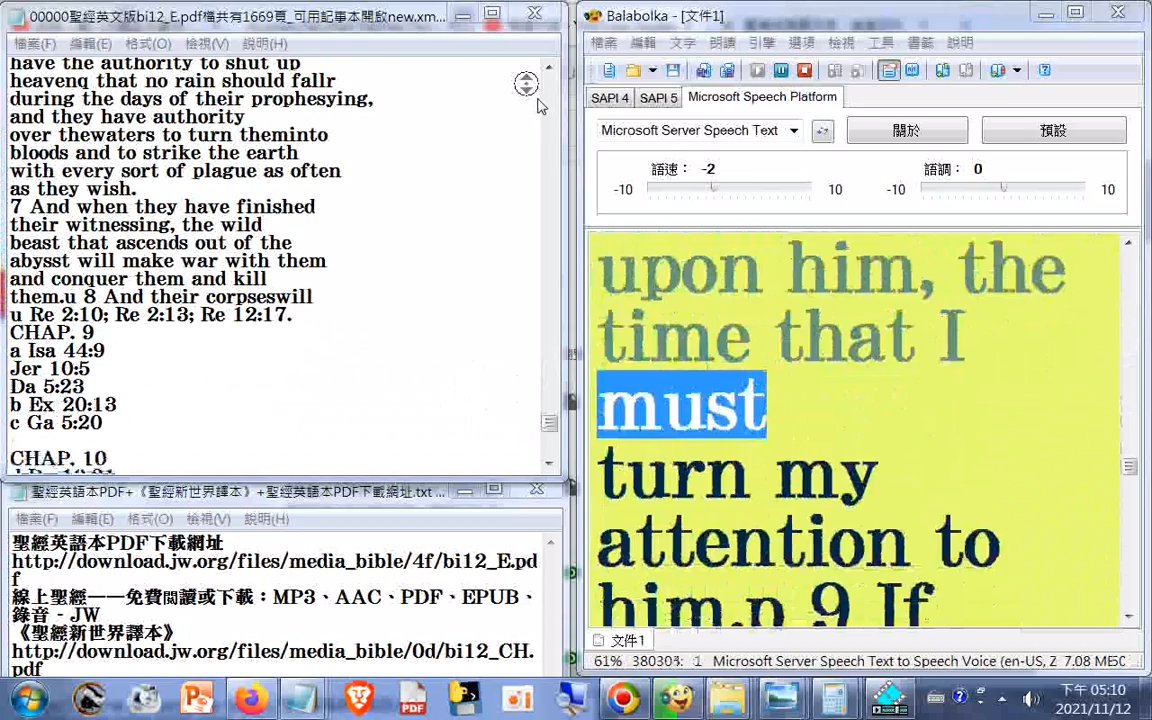 00000聖經英文版bi12_E.pdf檔共有1669頁_可用記事本開啟new.xm...
檔案(F) 編輯(E) 格式(O) 檢視(V) 說明(H)
have the authority to shut up
heavenq that no rain should fallr
during the days of their prophesying,
and they have authority
over thewaters to turn theminto
bloods and to strike the earth
with every sort of plague as often
as they wish.
7 And when they have finished
their witnessing, the wild
beast that ascends out of the
abysst will make war with them
and conquer them and kill
them.u 8 And their corpseswill
u Re 2:10; Re 2:13; Re 12:17.
CHAP. 9
a Isa 44:9
Jer 10:5
Da 5:23
b Ex 20:13
c Ga 5:20
CHAP. 10
聖經英語本PDF+《聖經新世界譯本》+聖經英語本PDF下載網址.txt ...
檔案(F) 編輯(E) 格式(O) 檢視(V) 說明(H)
聖經英語本PDF下載網址
http://download.jw.org/files/media_bible/4f/bi12_E.pd
f
線上聖經——免費閱讀或下載：MP3、AAC、PDF、EPUB、
錄音 - JW
《聖經新世界譯本》
http://download.jw.org/files/media_bible/0d/bi12_CH.
pdf
Balabolka - [文件1]
檔案 編輯 文字 朗讀 引擎 選項 檢視 工具 書籤 說明
SAPI 4 SAPI 5 Microsoft Speech Platform
Microsoft Server Speech Text 關於 預設
語速： -2 語調： 0
-10 10 -10 10
upon him, the
time that I
must
turn my
attention to
him.p 9 If
文件1
61% 380303: 1 Microsoft Server Speech Text to Speech Voice (en-US, Z 7.08 ME
下午 05:10
2021/11/12